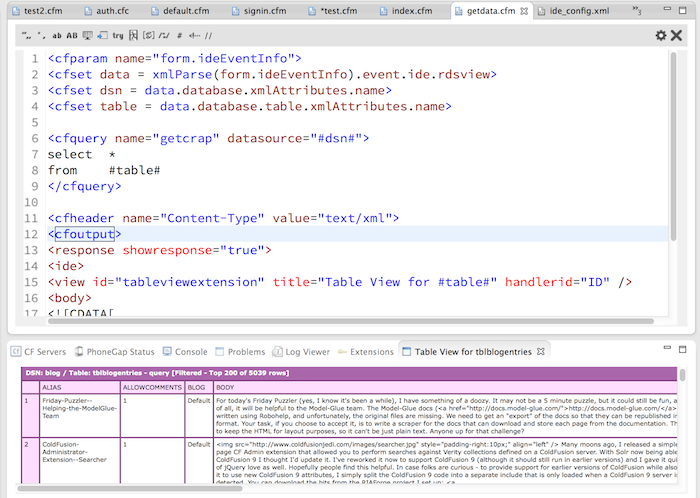 test2.cfm auth.cfc default.cfm signin.cfm *test.cfm index.cfm getdata.cfm ide_config.xml »3
1 <cfparam name="form.ideEventInfo">
2 <cfset data = xmlParse(form.ideEventInfo).event.ide.rdsview>
3 <cfset dsn = data.database.xmlAttributes.name>
4 <cfset table = data.database.table.xmlAttributes.name>
5
6 <cfquery name="getcrap" datasource="#dsn#">
7 select *
8 from #table#
9 </cfquery>
10
11 <cfheader name="Content-Type" value="text/xml">
12 <cfoutput>
13 <response showresponse="true">
14 <ide>
15 <view id="tableviewextension" title="Table View for #table#" handlerid="ID" />
16 <body>
17 <![CDATA[
CF Servers PhoneGap Status Console Problems Log Viewer Extensions Table View for tblblogentries
DSN: blog / Table: tblblogentries - query [Filtered - Top 200 of 5039 rows]
ALIAS ALLOWCOMMENTS BLOG BODY
1 Friday-Puzzler--Helping-the-ModelGlue-Team 1 Default For today's Friday Puzzler (yes, I know it's been a while), I have something of a doozy. It may not be a 5 minute puzzle, but it could still be fun, a
of all, it will be helpful to the Model-Glue team. The Model-Glue docs (<a href="http://docs.model-glue.com/">http://docs.model-glue.com/</a>
written using Robohelp, and unfortunately, the original files are missing. We need to get an "export" of the docs so that they can be republished i
format. Your task, if you choose to accept it, is to write a scraper for the docs that can download and store each page from the documentation. Th
to keep the HTML for layout purposes, so it can't be just plain text. Anyone up for that challenge?
2 ColdFusion-Administrator-Extension--Searcher 1 Default <img src="http://www.coldfusionjedi.com/images/searcher.jpg" style="padding-right:10px;" align="left" /> Many moons ago, I released a simple
page CF Admin extension that allowed you to perform searches against Verity collections defined on a ColdFusion server. With Solr now being able
ColdFusion 9 I thought I'd update it. I've reworked it now to support ColdFusion 9 (although it should still run in earlier versions) and I gave it qui
of jQuery love as well. Hopefully people find this helpful. In case folks are curious - to provide support for earlier versions of ColdFusion while also
it to use new ColdFusion 9 attributes, I simply split the ColdFusion 9 code into a separate include that is only loaded when a ColdFusion 9 server is
detected. You can download the bits from the RIAForge project I set up: <a